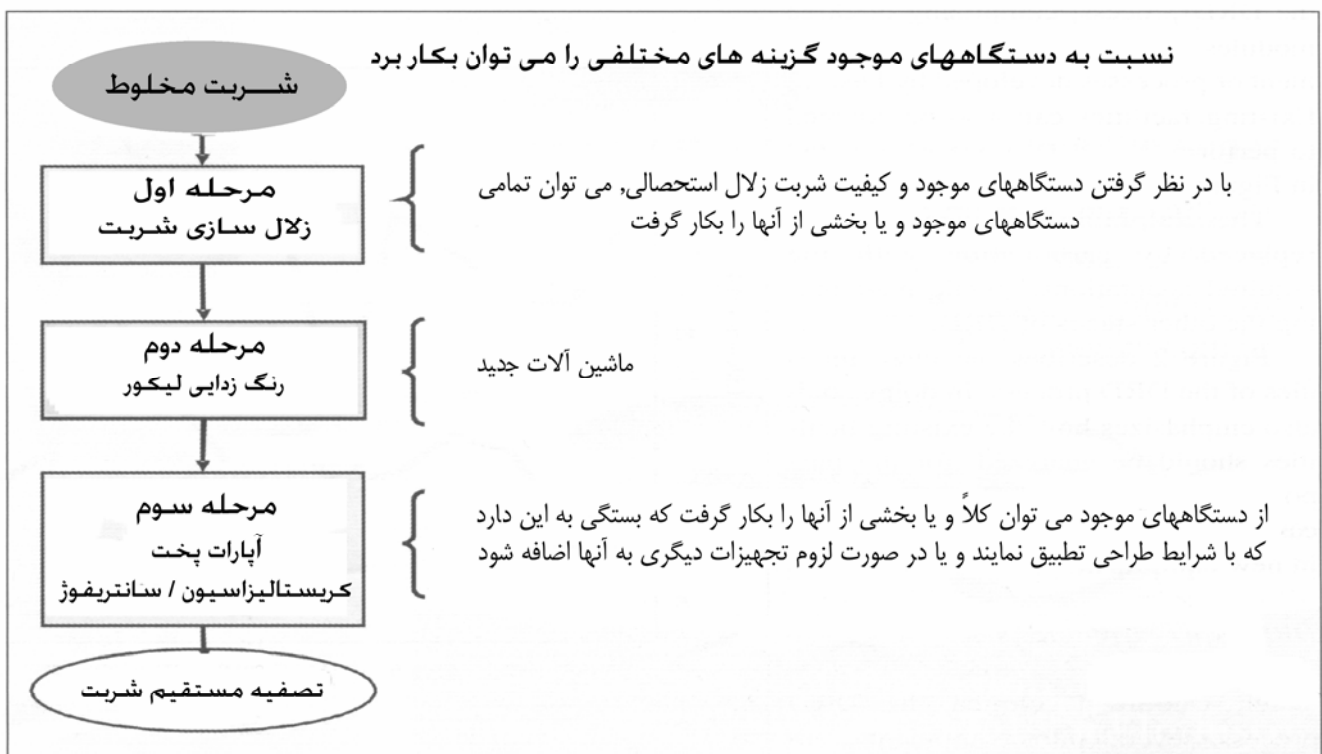 نسبت به دستگاههای موجود گزینه های مختلفی را می توان بکار برد
شـــربت مخلوط
مرحله اول
زلال سازی شربت
با در نظر گرفتن دستگاههای موجود و کیفیت شربت زلال استحصالی, می توان تمامی
دستگاههای موجود و یا بخشی از آنها را بکار گرفت
مرحله دوم
رنگ زدایی لیکور
ماشین آلات جدید
مرحله سوم
آپارات پخت
کریستالیزاسیون / سانتریفوژ
از دستگاههای موجود می توان کلاً و یا بخشی از آنها را بکار گرفت که بستگی به این دارد
که با شرایط طراحی تطبیق نمایند و یا در صورت لزوم تجهیزات دیگری به آنها اضافه شود
تصفیه مستقیم شربت